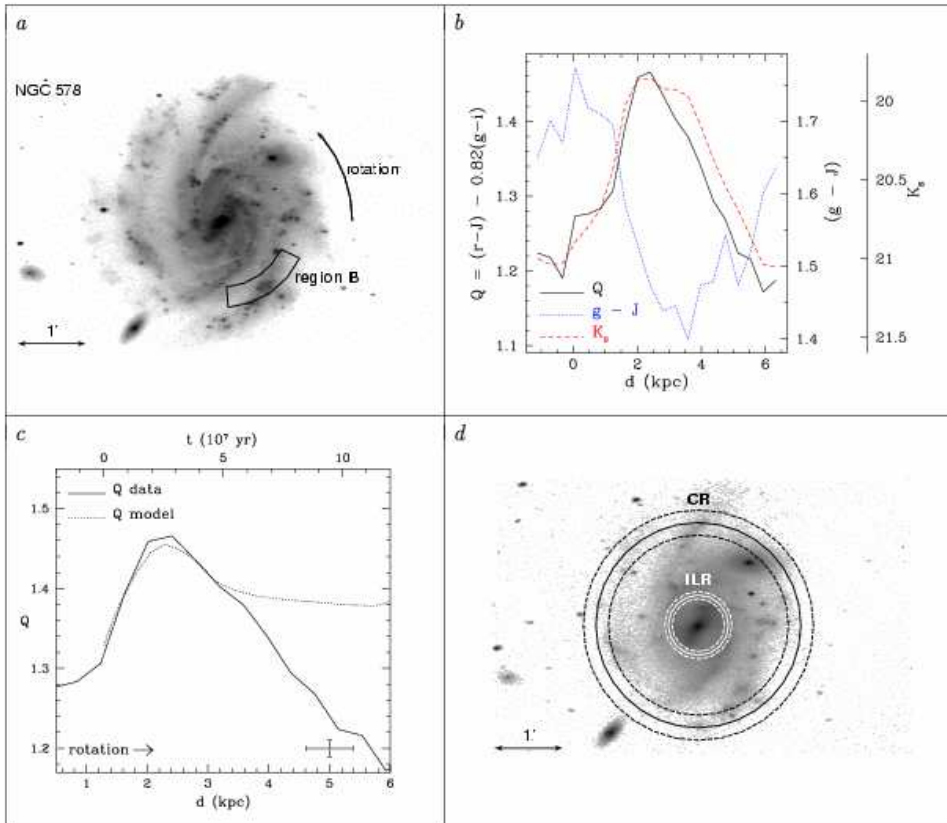 a
NGC 578
rotation
region B
1′
b
Q = (r-J) - 0.82(g-i)
1.4
1.3
1.2
1.1
0
2
4
6
d (kpc)
Q
g - J
K_s
1.7
1.6
1.5
1.4
(g - J)
20
20.5
21
21.5
K_s
c
t (10⁷ yr)
0
5
10
Q data
Q model
1.5
1.4
1.3
1.2
Q
rotation →
1
2
3
4
5
6
d (kpc)
d
CR
ILR
1′